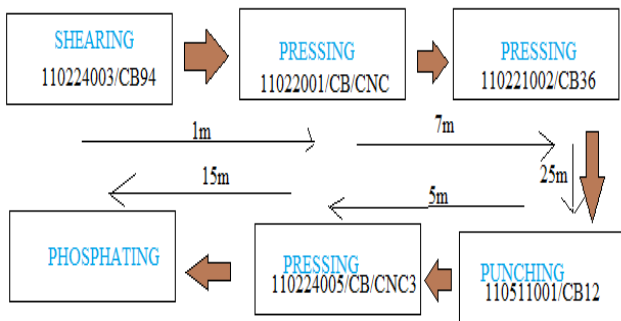 SHEARING
110224003/CB94
PRESSING
11022001/CB/CNC
PRESSING
110221002/CB36
1m
7m
25m
15m
5m
PHOSPHATING
PRESSING
110224005/CB/CNC3
PUNCHING
110511001/CB12